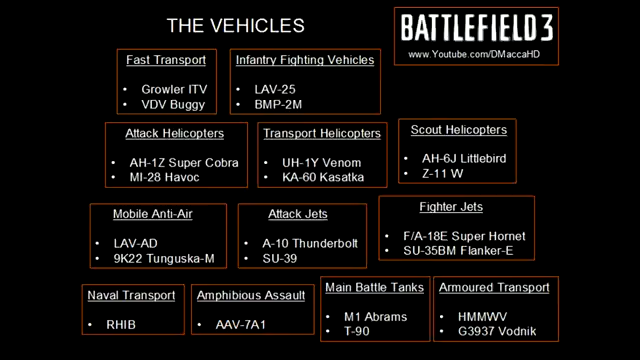 THE VEHICLES
BATTLEFIELD 3
www.Youtube.com/DMaccaHD
Fast Transport
• Growler ITV
• VDV Buggy
Infantry Fighting Vehicles
• LAV-25
• BMP-2M
Attack Helicopters
• AH-1Z Super Cobra
• MI-28 Havoc
Transport Helicopters
• UH-1Y Venom
• KA-60 Kasatka
Scout Helicopters
• AH-6J Littlebird
• Z-11 W
Mobile Anti-Air
• LAV-AD
• 9K22 Tunguska-M
Attack Jets
• A-10 Thunderbolt
• SU-39
Fighter Jets
• F/A-18E Super Hornet
• SU-35BM Flanker-E
Naval Transport
• RHIB
Amphibious Assault
• AAV-7A1
Main Battle Tanks
• M1 Abrams
• T-90
Armoured Transport
• HMMWV
• G3937 Vodnik